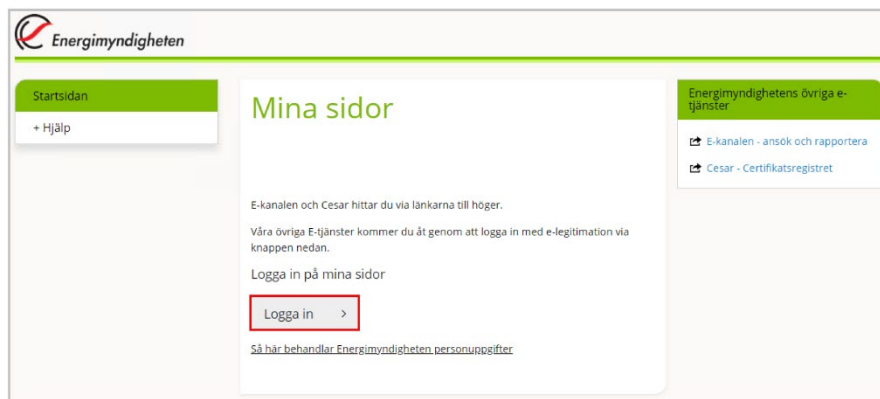 Energimyndigheten
Startsidan
+ Hjälp
Mina sidor
E-kanalen och Cesar hittar du via länkarna till höger.
Våra övriga E-tjänster kommer du åt genom att logga in med e-legitimation via
knappen nedan.
Logga in på mina sidor
Logga in >
Så här behandlar Energimyndigheten personuppgifter
Energimyndighetens övriga e-
tjänster
E-kanalen - ansök och rapportera
Cesar - Certifikatsregistret